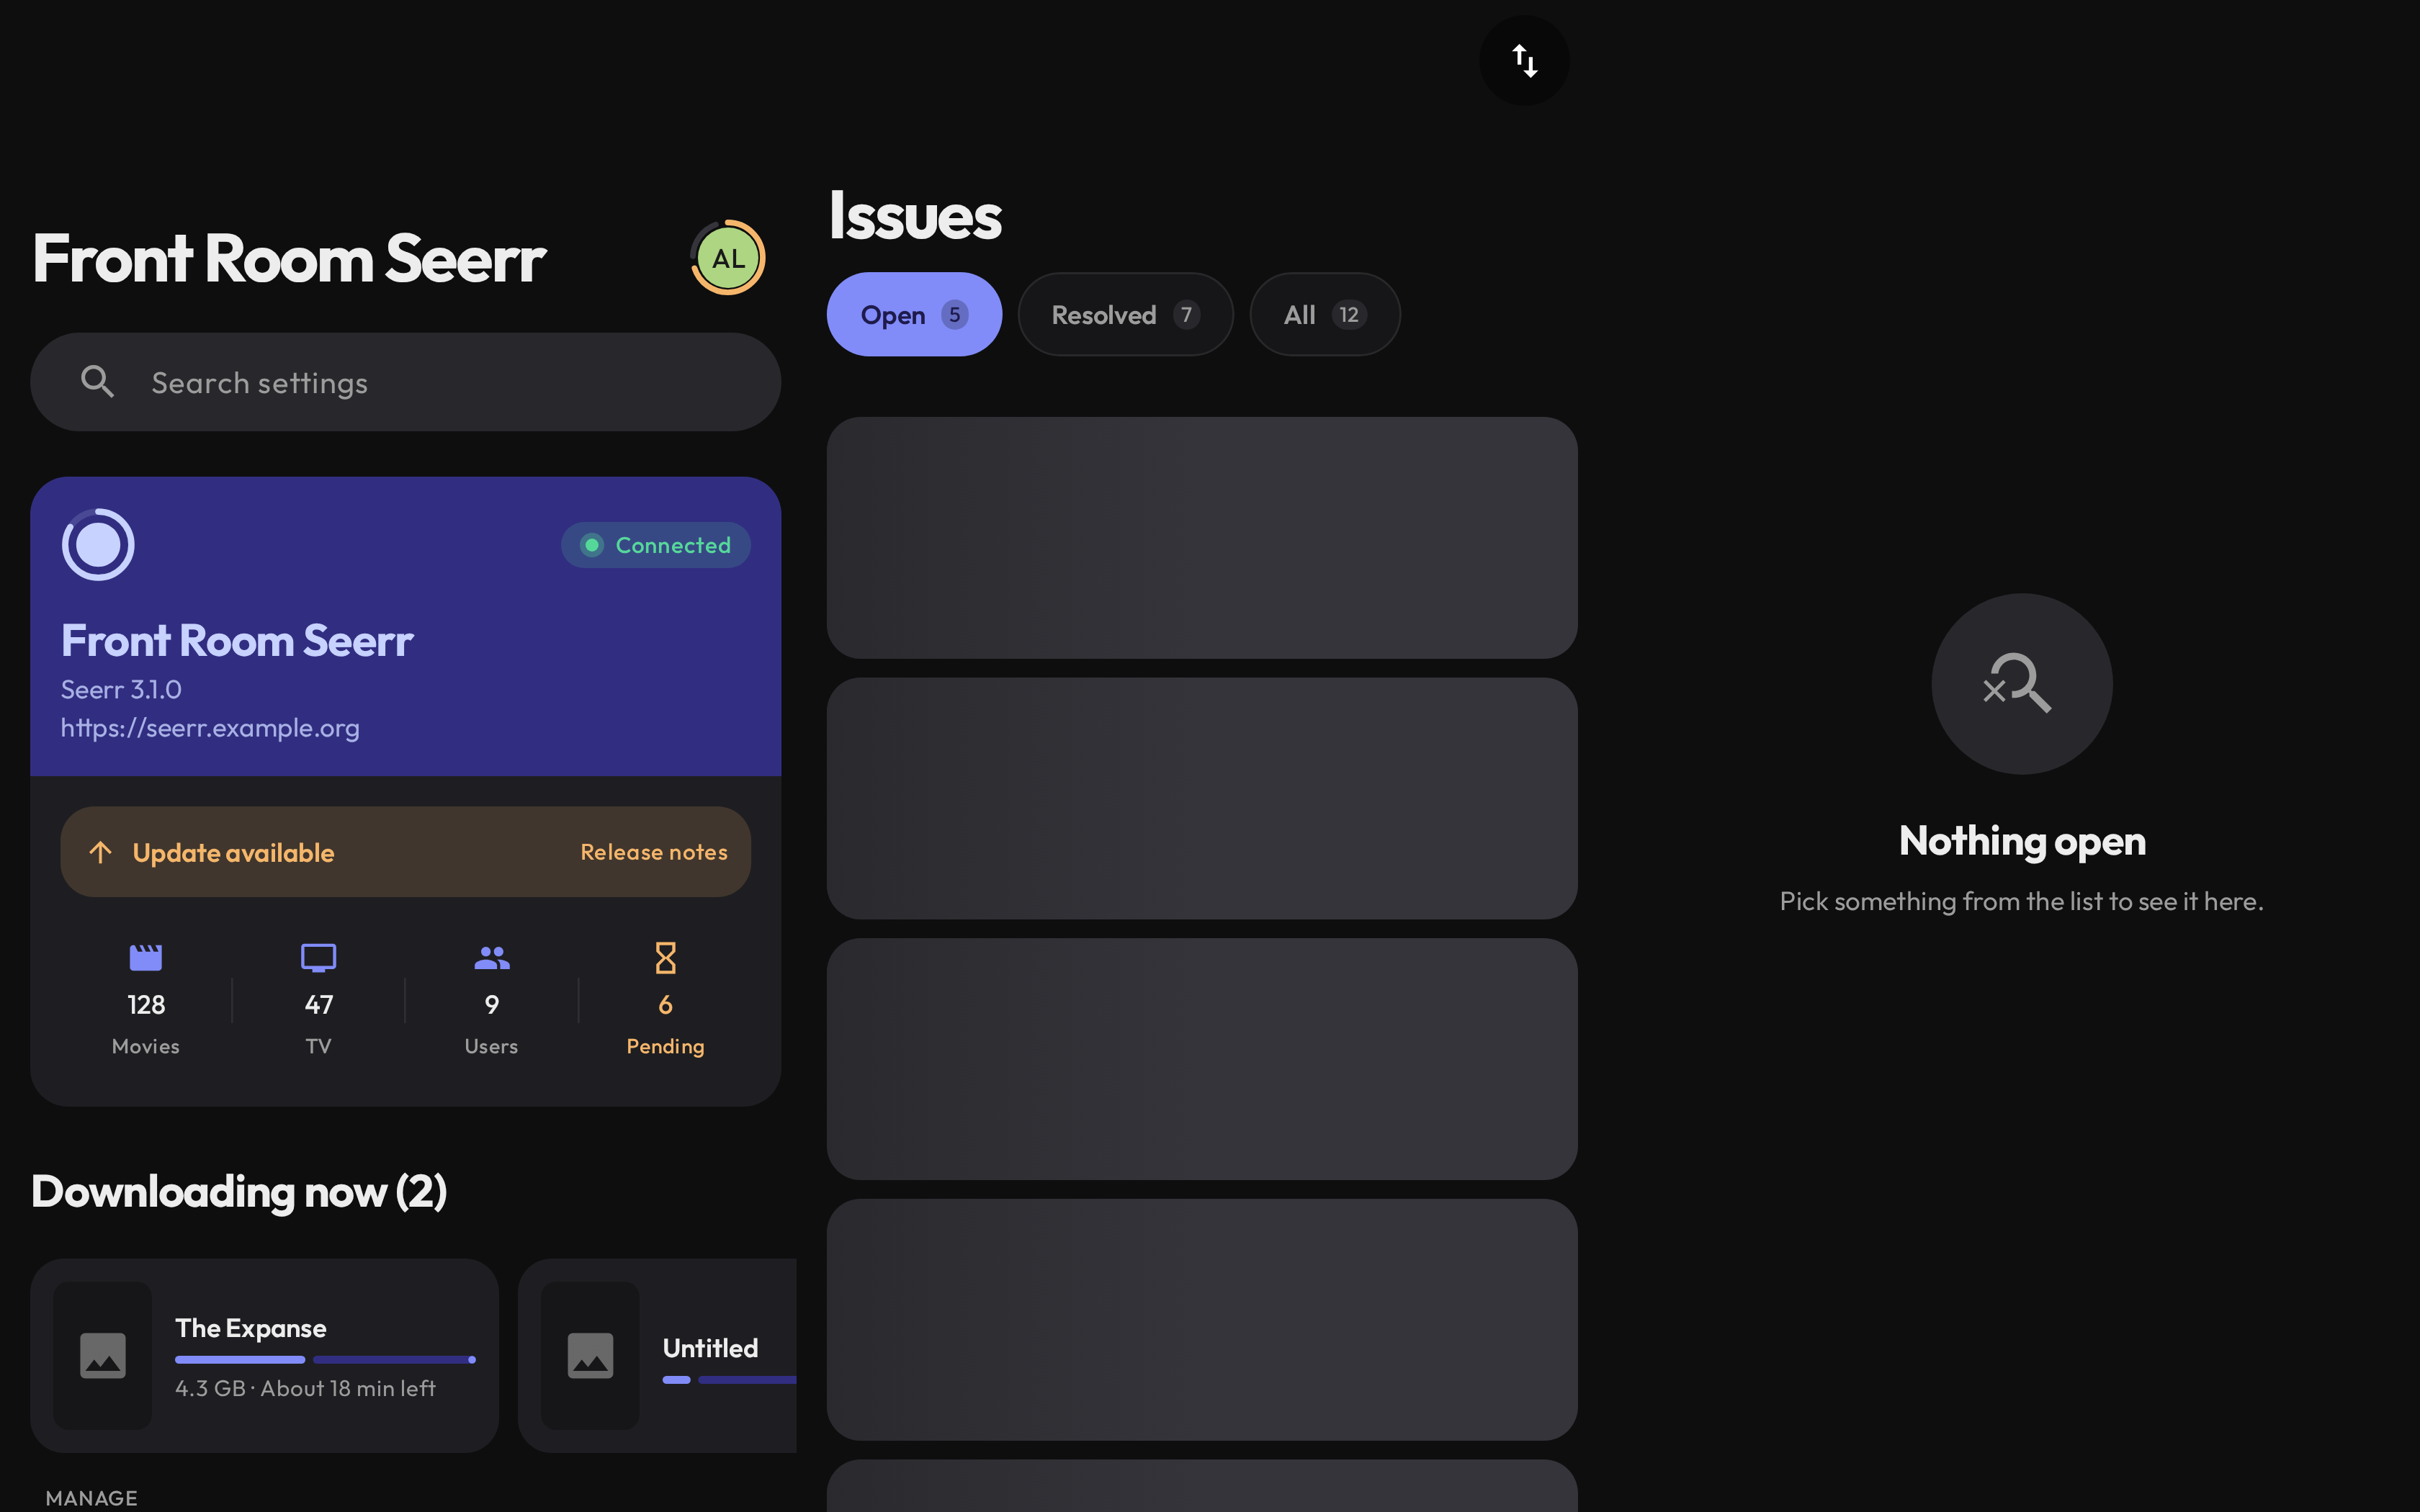 Front Room Seerr
AL
Search settings
Connected
Front Room Seerr
Seerr 3.1.0
https://seerr.example.org
Update available
Release notes
128
47
9
6
Movies
TV
Users
Pending
Downloading now (2)
The Expanse
4.3 GB · About 18 min left
Untitled
MANAGE
Issues
Open 5
Resolved 7
All 12
Nothing open
Pick something from the list to see it here.